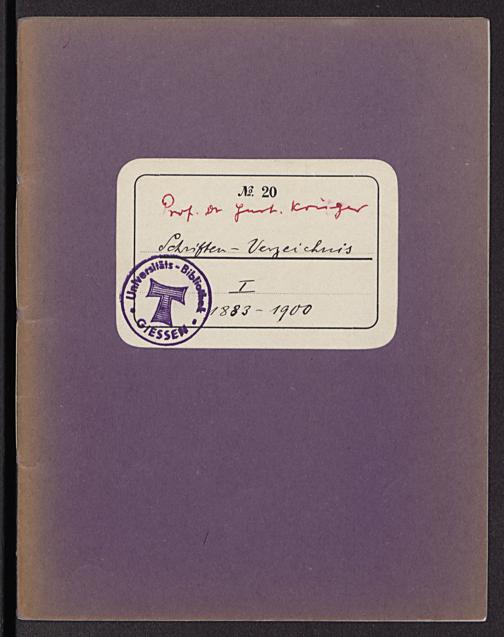 № 20
Prof. Dr Gust. Krüger
Schriften-Verzeichnis
I
1883-1900
Universitäts-Bibliothek
GIESSEN